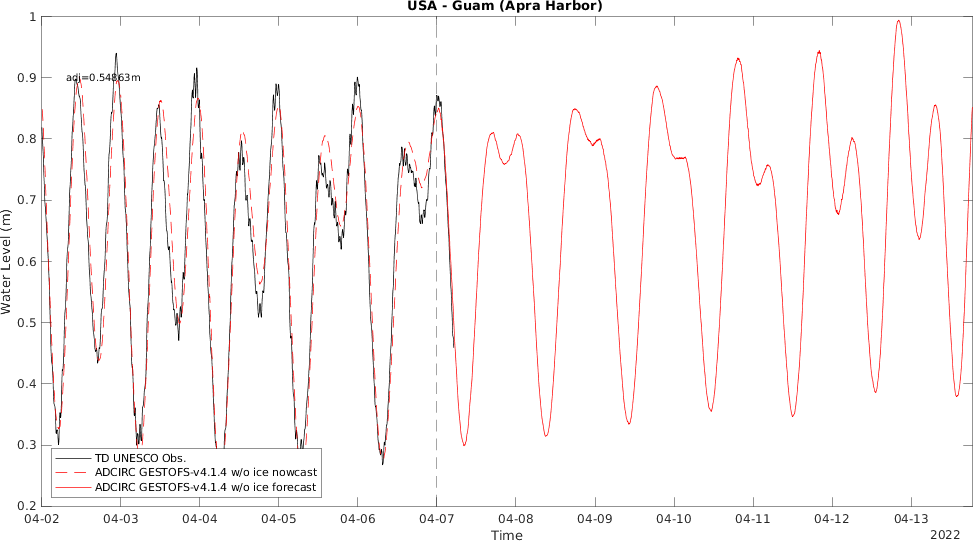 USA - Guam (Apra Harbor)
adj=0.54863m
Water Level (m)
1
0.9
0.8
0.7
0.6
0.5
0.4
0.3
0.2
TD UNESCO Obs.
ADCIRC GESTOFS-v4.1.4 w/o ice nowcast
ADCIRC GESTOFS-v4.1.4 w/o ice forecast
04-02 04-03 04-04 04-05 04-06 04-07 04-08 04-09 04-10 04-11 04-12 04-13
Time
2022